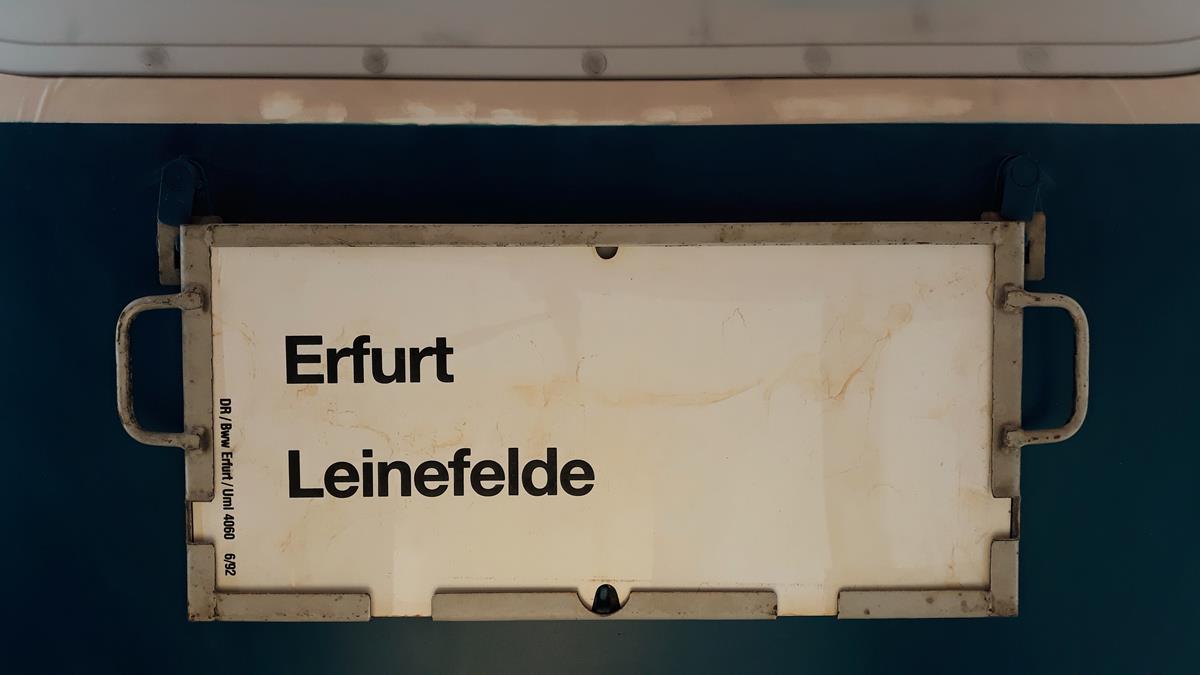 Erfurt
Leinefelde
DR / Bww Erfurt / Uml 4060 6/92